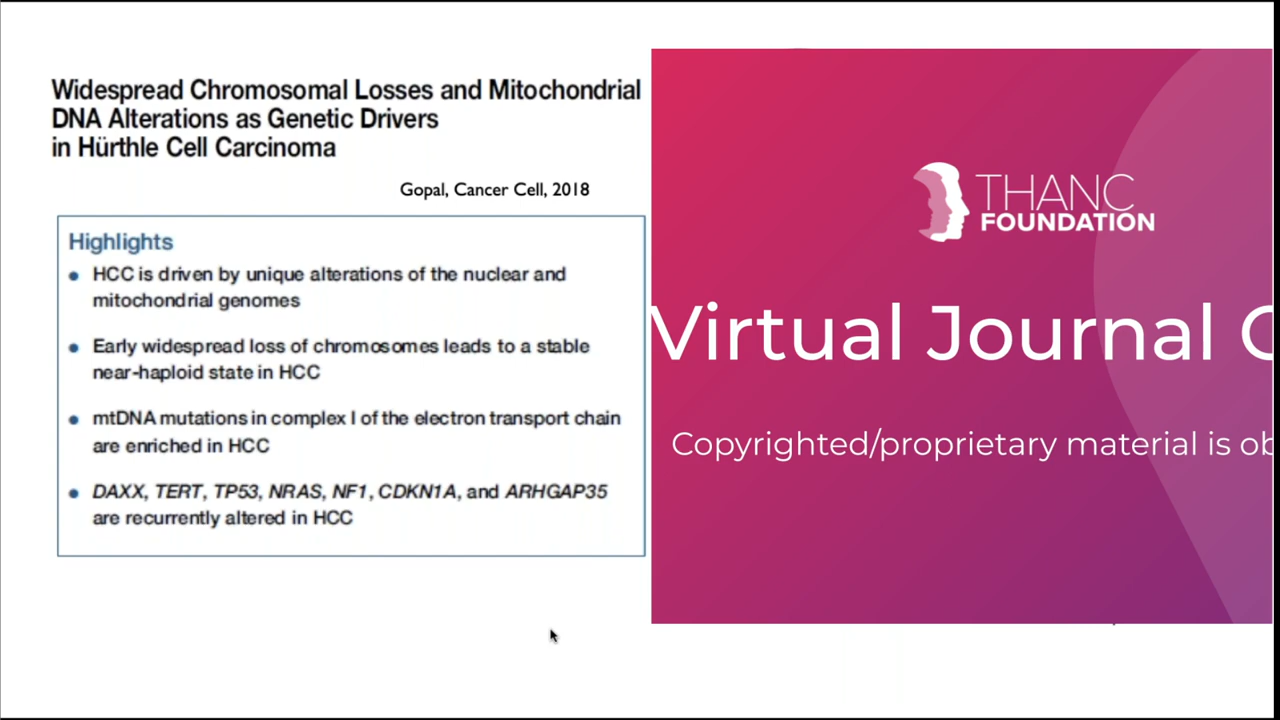 Widespread Chromosomal Losses and Mitochondrial
DNA Alterations as Genetic Drivers
in Hürthle Cell Carcinoma
Gopal, Cancer Cell, 2018
Highlights
HCC is driven by unique alterations of the nuclear and
mitochondrial genomes
Early widespread loss of chromosomes leads to a stable
near-haploid state in HCC
mtDNA mutations in complex I of the electron transport chain
are enriched in HCC
DAXX, TERT, TP53, NRAS, NF1, CDKN1A, and ARHGAP35
are recurrently altered in HCC
THANC
FOUNDATION
Virtual Journal
Copyrighted/proprietary material is